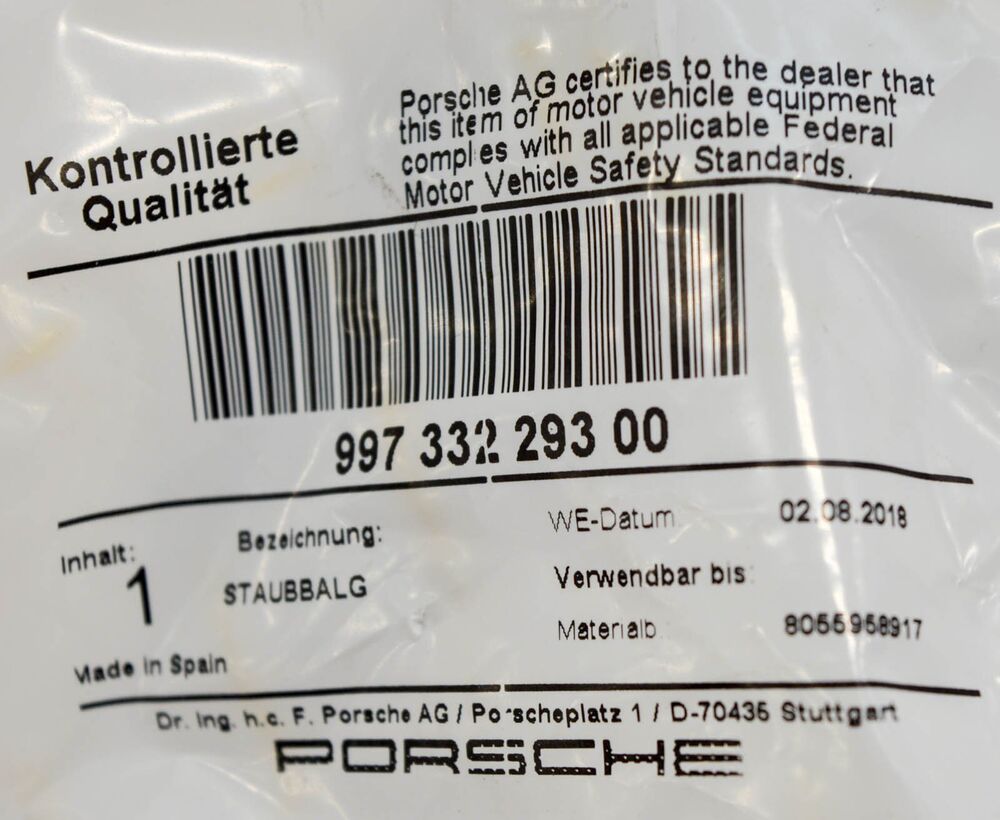 Kontrollierte
Qualität
Porsche AG certifies to the dealer that
this item of motor vehicle equipment
complies with all applicable Federal
Motor Vehicle Safety Standards.
997 332 293 00
Inhalt:
1
Bezeichnung:
STAUBBALG
WE-Datum 02.08.2018
Verwendbar bis:
Materialb. 8055958917
Made in Spain
Dr. Ing. h.c. F. Porsche AG / Porscheplatz 1 / D-70435 Stuttgart
PORSCHE